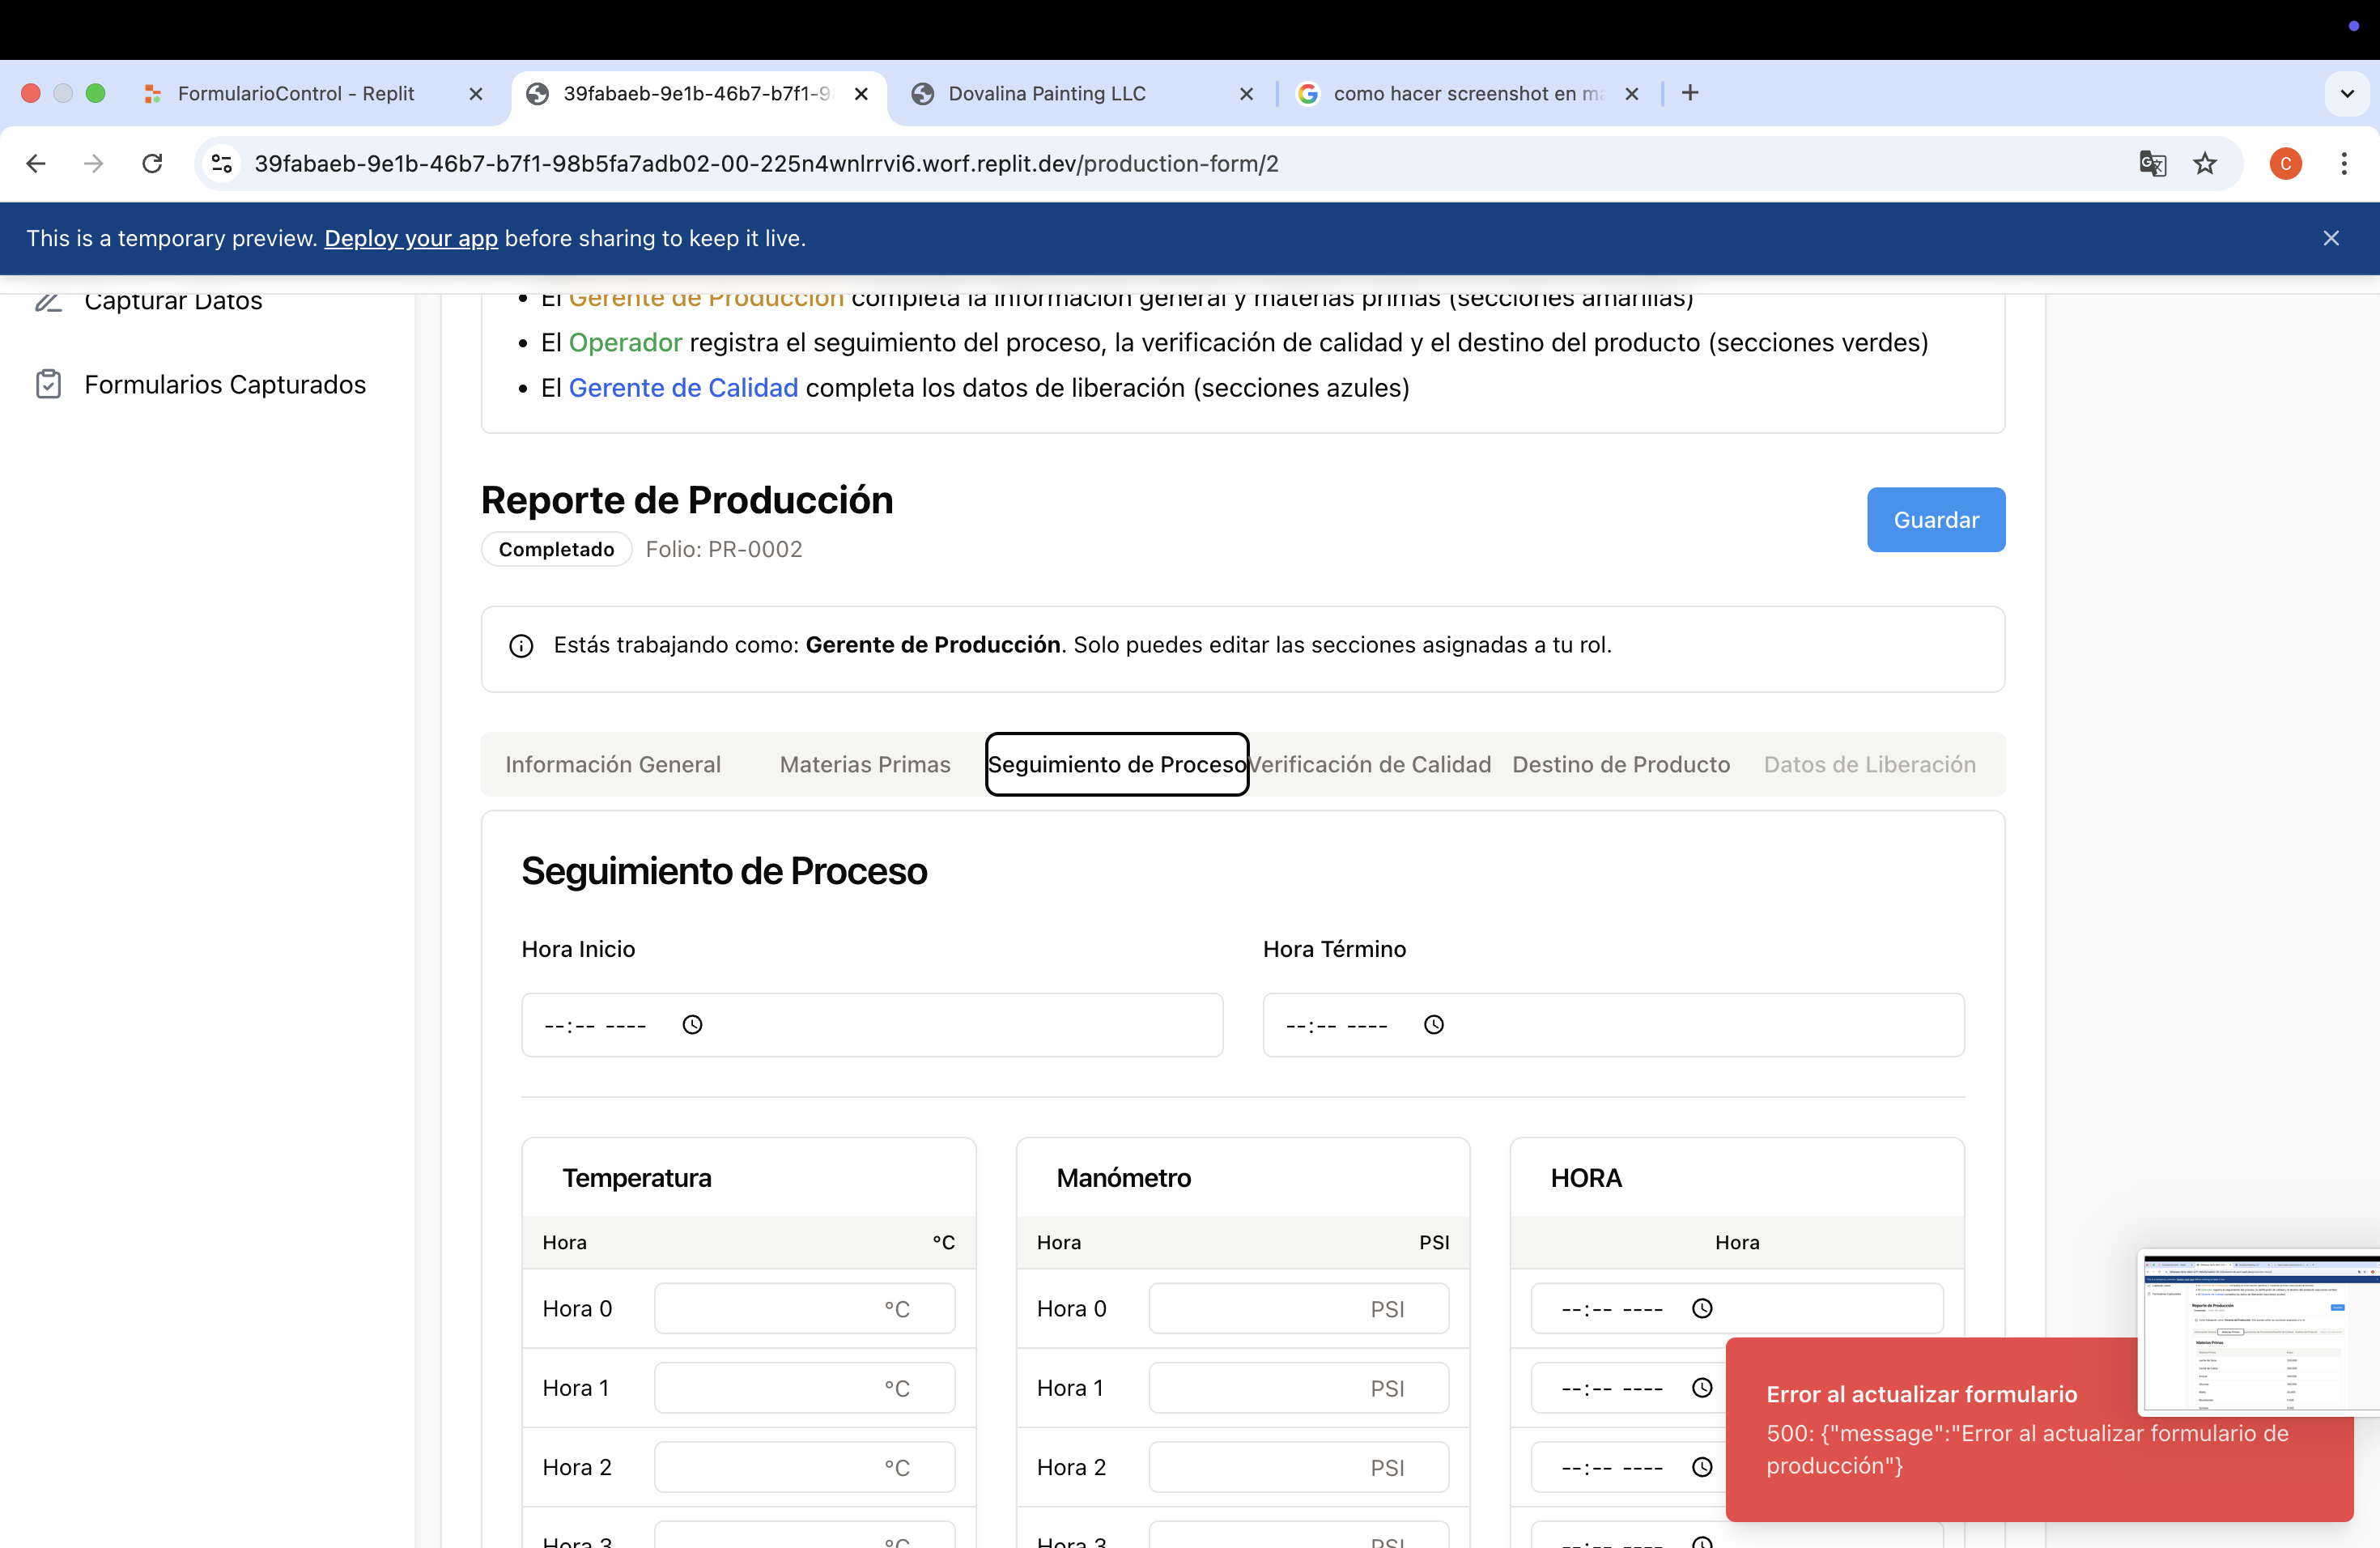 FormularioControl - Replit
39fabaeb-9e1b-46b7-b7f1-9
Dovalina Painting LLC
como hacer screenshot en ma
39fabaeb-9e1b-46b7-b7f1-98b5fa7adb02-00-225n4wnlrrvi6.worf.replit.dev/production-form/2
C
This is a temporary preview. Deploy your app before sharing to keep it live.
Capturar Datos
Formularios Capturados
• El Gerente de Producción completa la información general y materias primas (secciones amarillas)
• El Operador registra el seguimiento del proceso, la verificación de calidad y el destino del producto (secciones verdes)
• El Gerente de Calidad completa los datos de liberación (secciones azules)
Reporte de Producción
Guardar
Completado Folio: PR-0002
Estás trabajando como: Gerente de Producción. Solo puedes editar las secciones asignadas a tu rol.
Información General Materias Primas Seguimiento de Proceso Verificación de Calidad Destino de Producto Datos de Liberación
Seguimiento de Proceso
Hora Inicio Hora Término
--:-- ---- --:-- ----
Temperatura Manómetro HORA
Hora °C Hora PSI Hora
Hora 0 °C Hora 0 PSI --:-- ----
Hora 1 °C Hora 1 PSI --:-- ----
Hora 2 °C Hora 2 PSI --:-- ----
Hora 3 °C Hora 3 PSI --:-- ----
Error al actualizar formulario
500: {"message":"Error al actualizar formulario de
producción"}